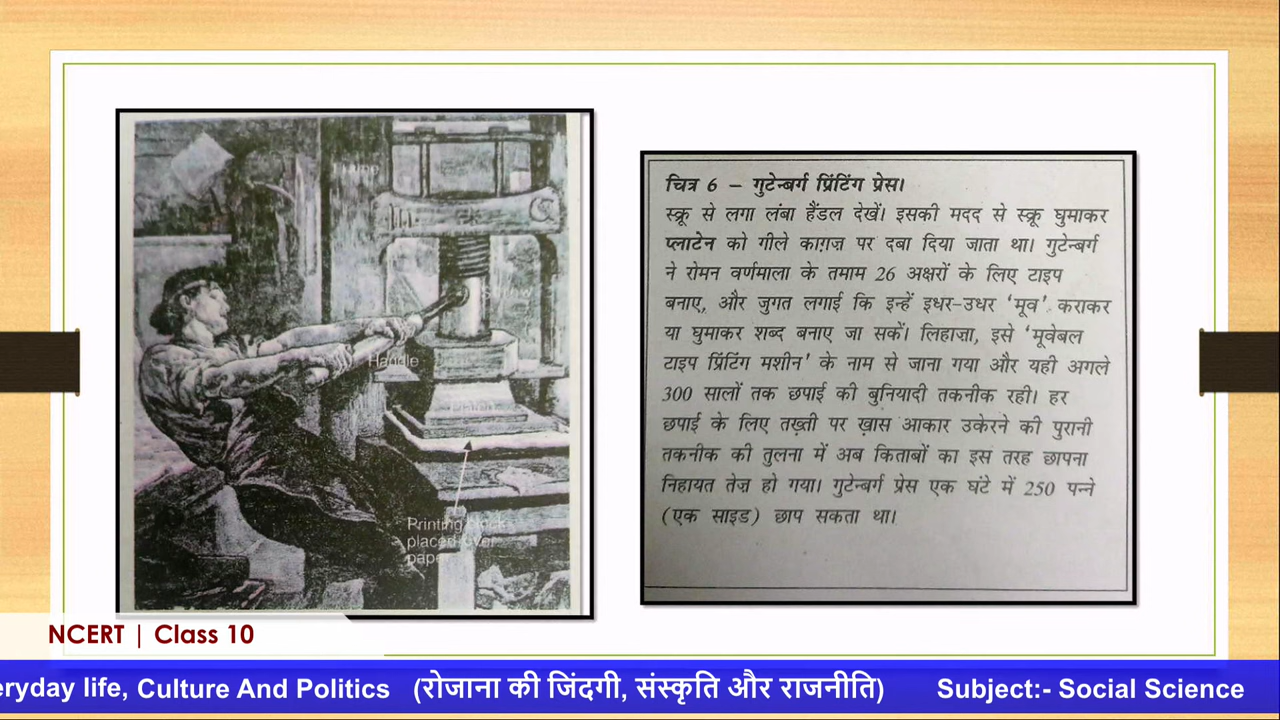 Frame
Screw
Handle
Platen
Printing block
placed over
paper
चित्र 6 – गुटेन्बर्ग प्रिंटिंग प्रेस।
स्क्रू से लगा लंबा हैंडल देखें। इसकी मदद से स्क्रू घुमाकर
प्लाटेन को गीले काग़ज़ पर दबा दिया जाता था। गुटेन्बर्ग
ने रोमन वर्णमाला के तमाम 26 अक्षरों के लिए टाइप
बनाए, और जुगत लगाई कि इन्हें इधर-उधर 'मूव' कराकर
या घुमाकर शब्द बनाए जा सकें। लिहाज़ा, इसे 'मूवेबल
टाइप प्रिंटिंग मशीन' के नाम से जाना गया और यही अगले
300 सालों तक छपाई की बुनियादी तकनीक रही। हर
छपाई के लिए तख़्ती पर ख़ास आकार उकेरने की पुरानी
तकनीक की तुलना में अब किताबों का इस तरह छापना
निहायत तेज़ हो गया। गुटेन्बर्ग प्रेस एक घंटे में 250 पन्ने
(एक साइड) छाप सकता था।
NCERT | Class 10
eryday life, Culture And Politics (रोजाना की जिंदगी, संस्कृति और राजनीति) Subject:- Social Science